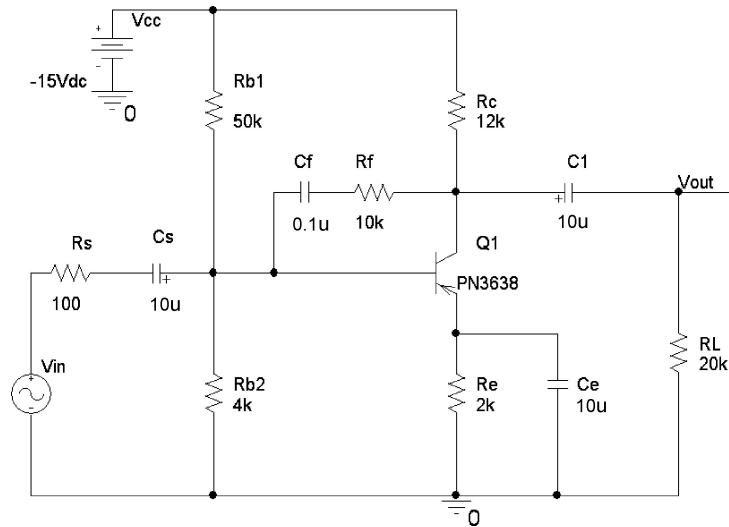 Vcc
-15Vdc
0
Rb1
50k
Rc
12k
Cf
0.1u
Rf
10k
C1
10u
Vout
Rs
100
Cs
10u
Q1
PN3638
Vin
Rb2
4k
Re
2k
Ce
10u
RL
20k
0